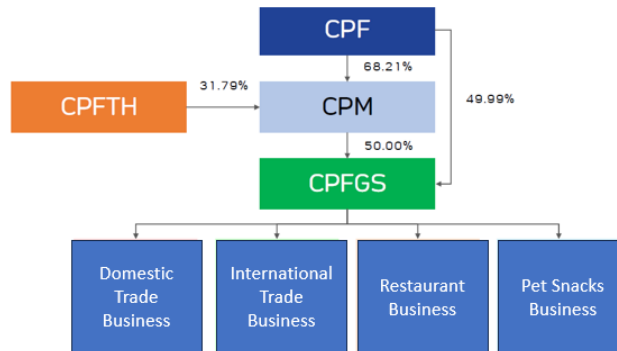 CPF
68.21%
31.79%
49.99%
CPFTH
CPM
50.00%
CPFGS
Domestic
Trade
Business
International
Trade
Business
Restaurant
Business
Pet Snacks
Business